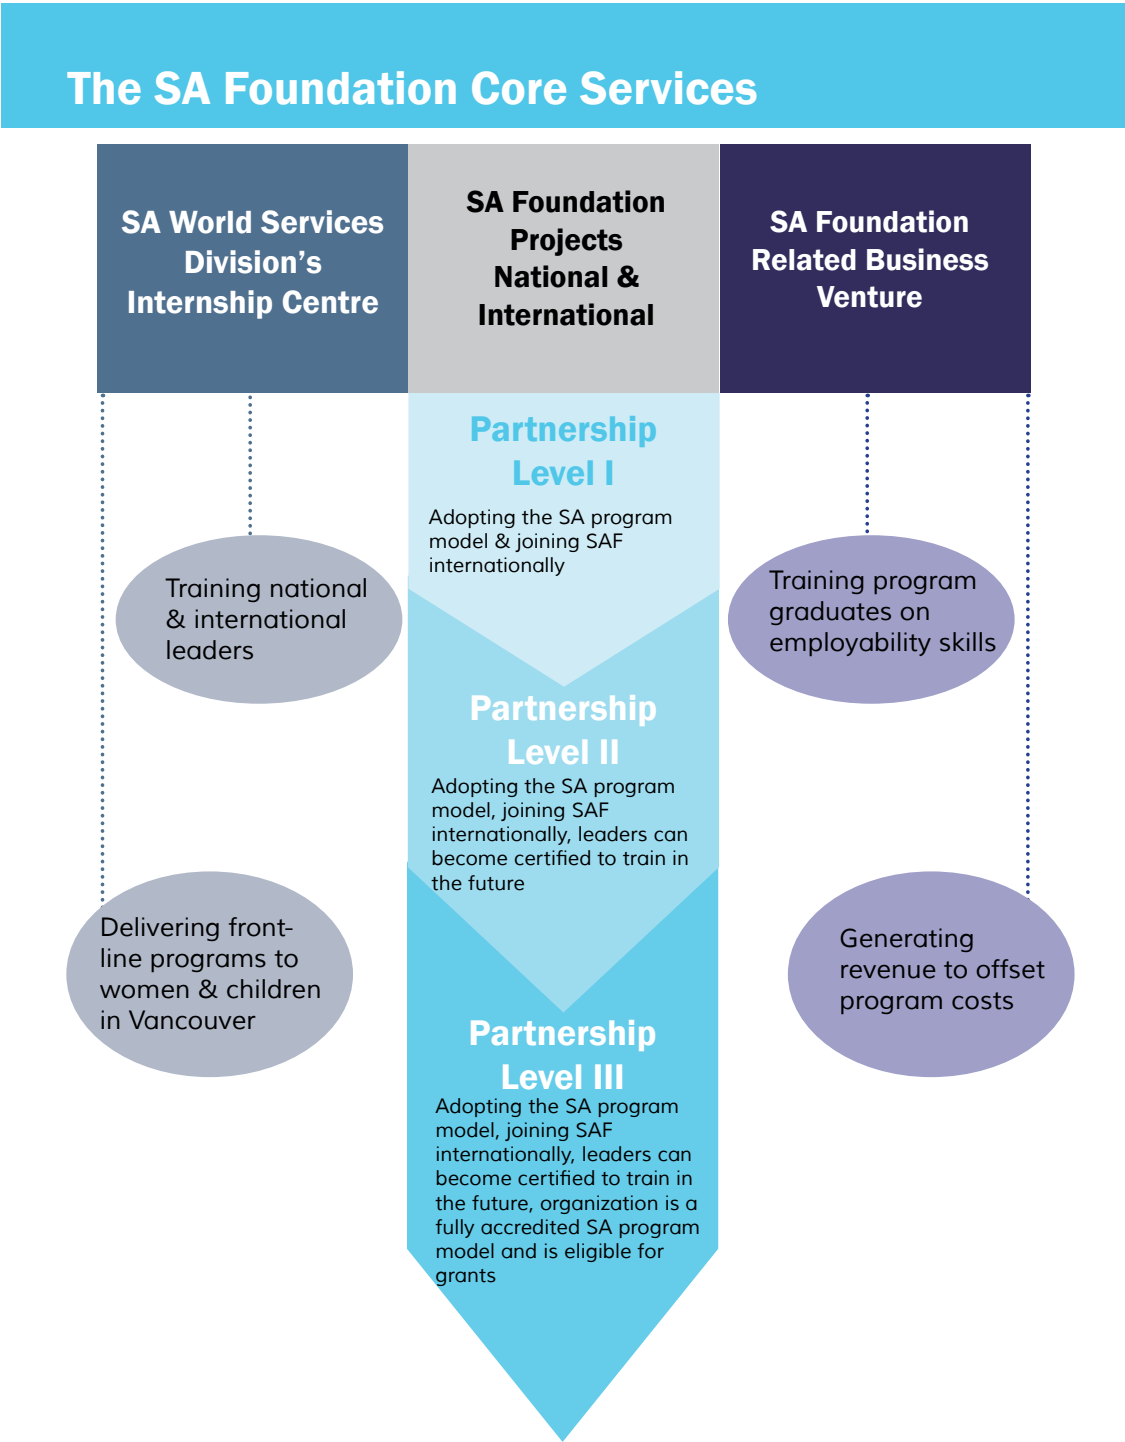 The SA Foundation Core Services
SA World Services
Division’s
Internship Centre
SA Foundation
Projects
National &
International
SA Foundation
Related Business
Venture
Partnership
Level I
Adopting the SA program
model & joining SAF
internationally
Training national
& international
leaders
Training program
graduates on
employability skills
Partnership
Level II
Adopting the SA program
model, joining SAF
internationally, leaders can
become certified to train in
the future
Delivering front-
line programs to
women & children
in Vancouver
Generating
revenue to offset
program costs
Partnership
Level III
Adopting the SA program
model, joining SAF
internationally, leaders can
become certified to train in
the future, organization is a
fully accredited SA program
model and is eligible for
grants